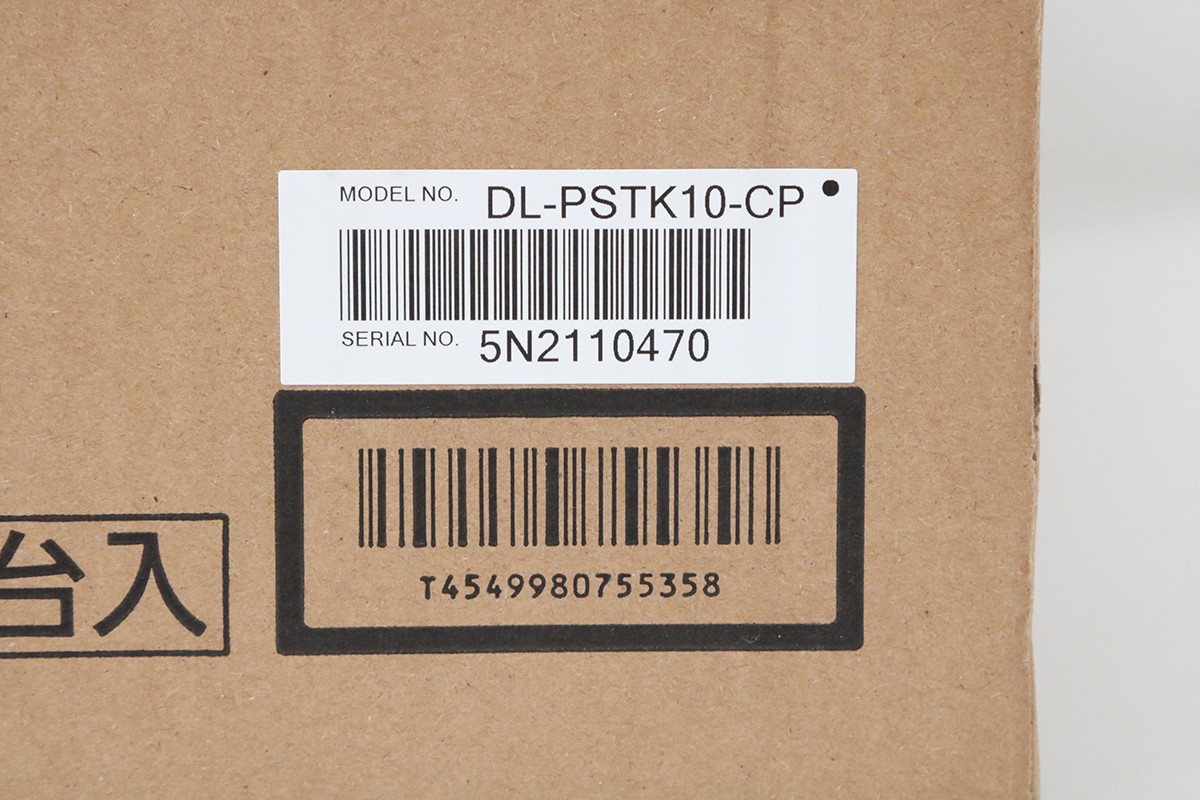 MODEL NO. DL-PSTK10-CP
SERIAL NO. 5N2110470
T4549980755358
台入